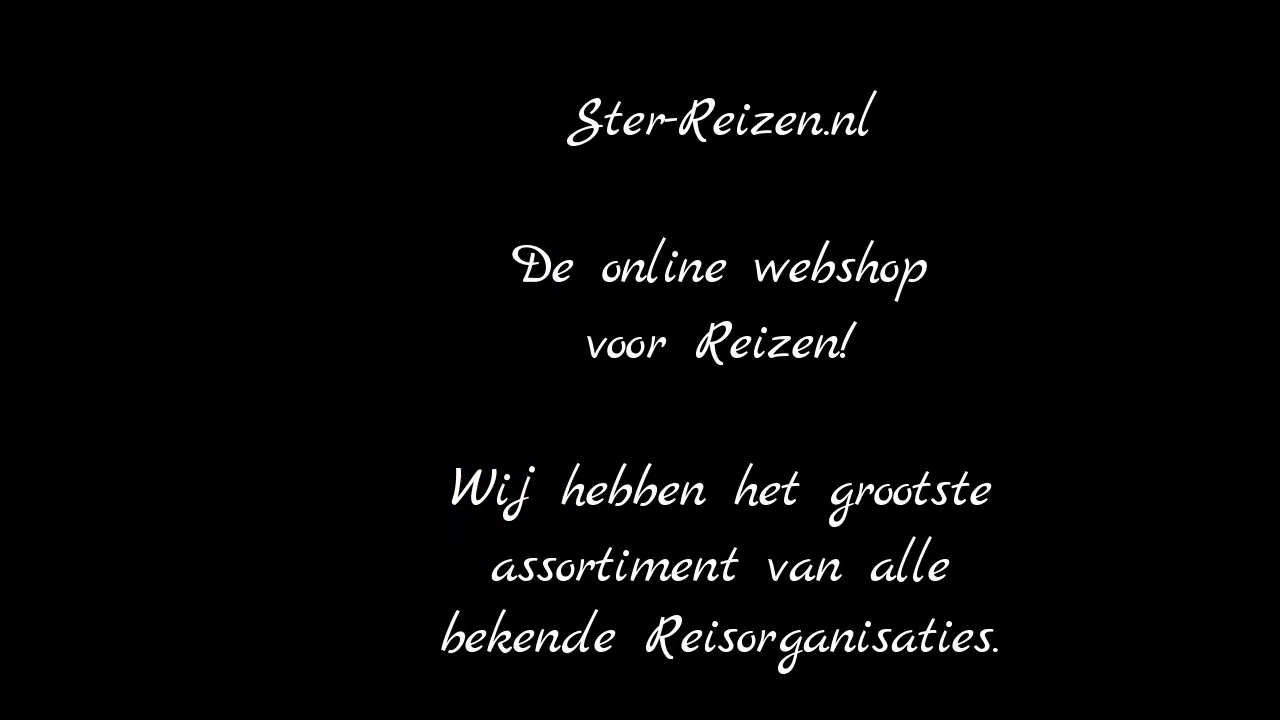 Ster-Reizen.nl
De online webshop
voor Reizen!
Wij hebben het grootste
assortiment van alle
bekende Reisorganisaties.